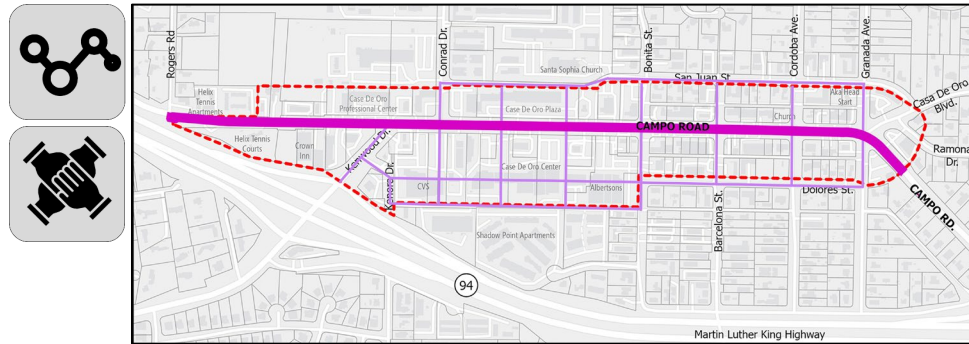 Rogers Rd
Conrad Dr.
Bonita St.
Cordoba Ave.
Granada Ave.
Santa Sophia Church
San Juan St.
Helix
Tennis
Apartments
Case De Oro
Professional Center
Case De Oro Plaza
Aka Head
Start
Casa De Oro
Blvd.
Church
CAMPO ROAD
Helix Tennis
Courts
Crown
Inn
Kenwood Dr.
Kenora Dr.
Case De Oro Center
CVS
Albertsons
Ramona
Dr.
Dolores St.
CAMPO RD.
Barcelona St.
Shadow Point Apartments
94
Martin Luther King Highway